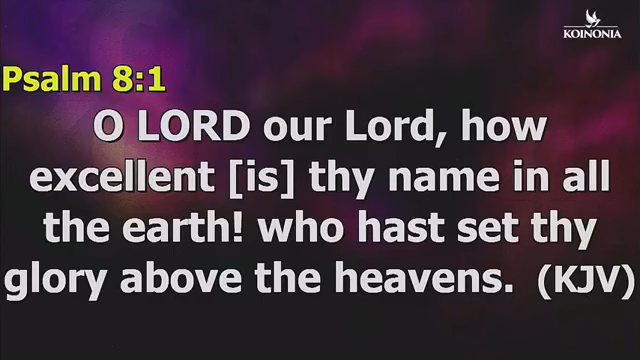 KOINONIA
Psalm 8:1
O LORD our Lord, how
excellent [is] thy name in all
the earth! who hast set thy
glory above the heavens.  (KJV)